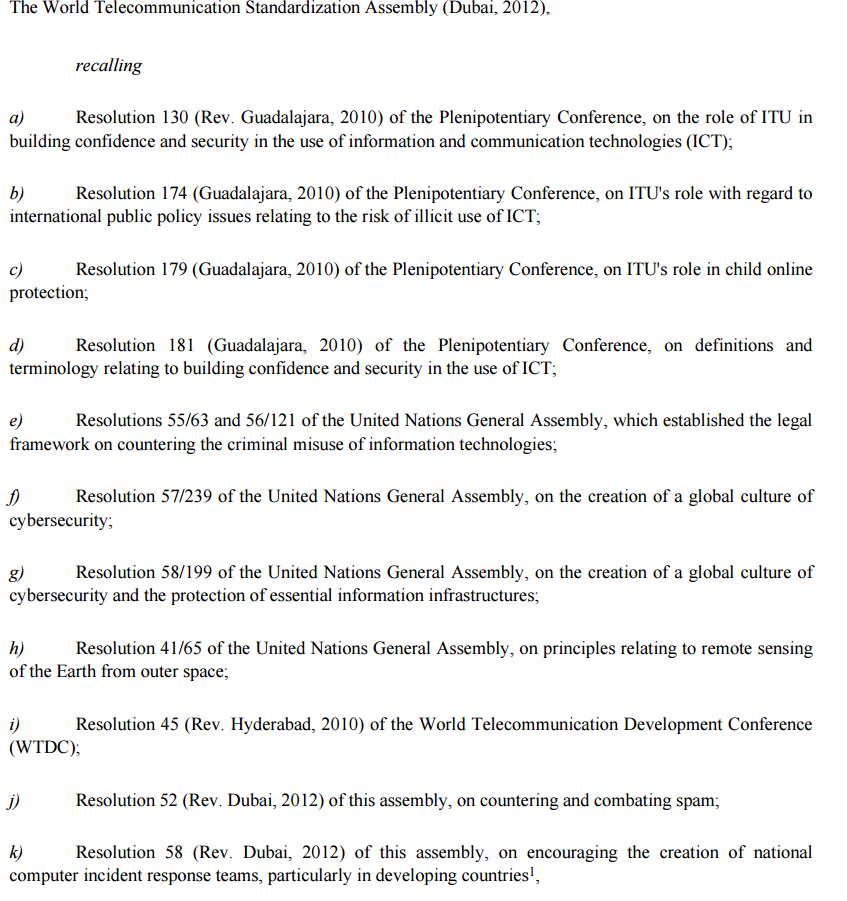 The World Telecommunication Standardization Assembly (Dubai, 2012),
recalling
a) Resolution 130 (Rev. Guadalajara, 2010) of the Plenipotentiary Conference, on the role of ITU in
building confidence and security in the use of information and communication technologies (ICT);
b) Resolution 174 (Guadalajara, 2010) of the Plenipotentiary Conference, on ITU's role with regard to
international public policy issues relating to the risk of illicit use of ICT;
c) Resolution 179 (Guadalajara, 2010) of the Plenipotentiary Conference, on ITU's role in child online
protection;
d) Resolution 181 (Guadalajara, 2010) of the Plenipotentiary Conference, on definitions and
terminology relating to building confidence and security in the use of ICT;
e) Resolutions 55/63 and 56/121 of the United Nations General Assembly, which established the legal
framework on countering the criminal misuse of information technologies;
f) Resolution 57/239 of the United Nations General Assembly, on the creation of a global culture of
cybersecurity;
g) Resolution 58/199 of the United Nations General Assembly, on the creation of a global culture of
cybersecurity and the protection of essential information infrastructures;
h) Resolution 41/65 of the United Nations General Assembly, on principles relating to remote sensing
of the Earth from outer space;
i) Resolution 45 (Rev. Hyderabad, 2010) of the World Telecommunication Development Conference
(WTDC);
j) Resolution 52 (Rev. Dubai, 2012) of this assembly, on countering and combating spam;
k) Resolution 58 (Rev. Dubai, 2012) of this assembly, on encouraging the creation of national
computer incident response teams, particularly in developing countries¹,